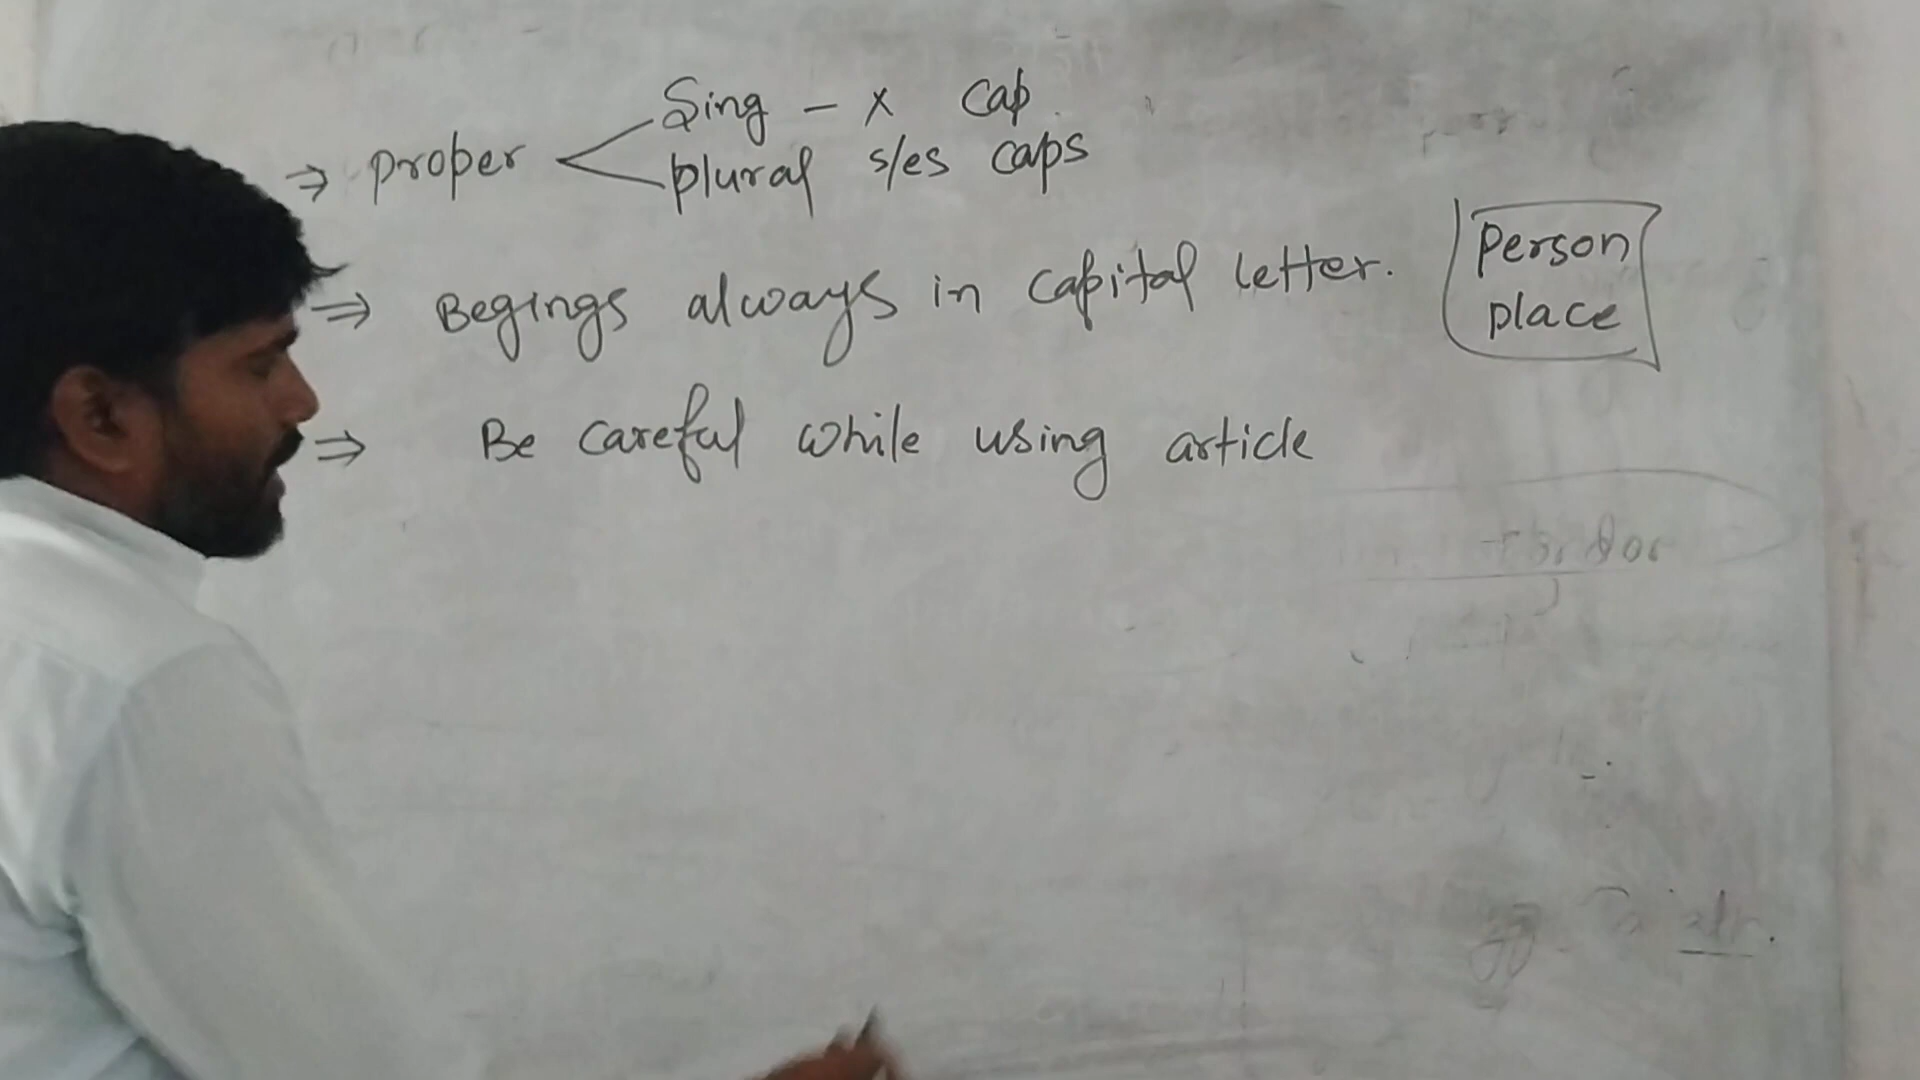 Sing – x cap
⇒ proper < plural s/es caps
⇒ Begings always in capital letter.
Person
place
⇒ Be careful while using article